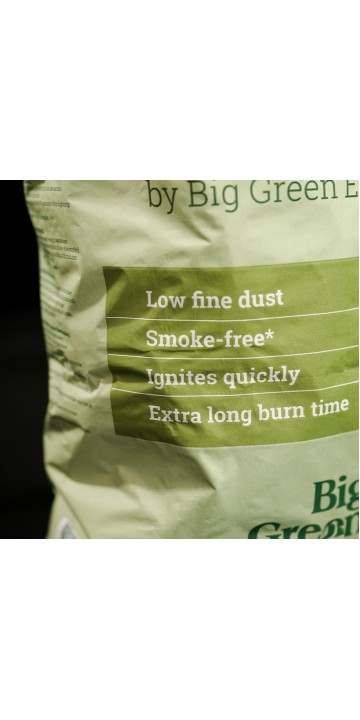 by Big Green E
Low fine dust
Smoke-free*
Ignites quickly
Extra long burn time
Big
Green